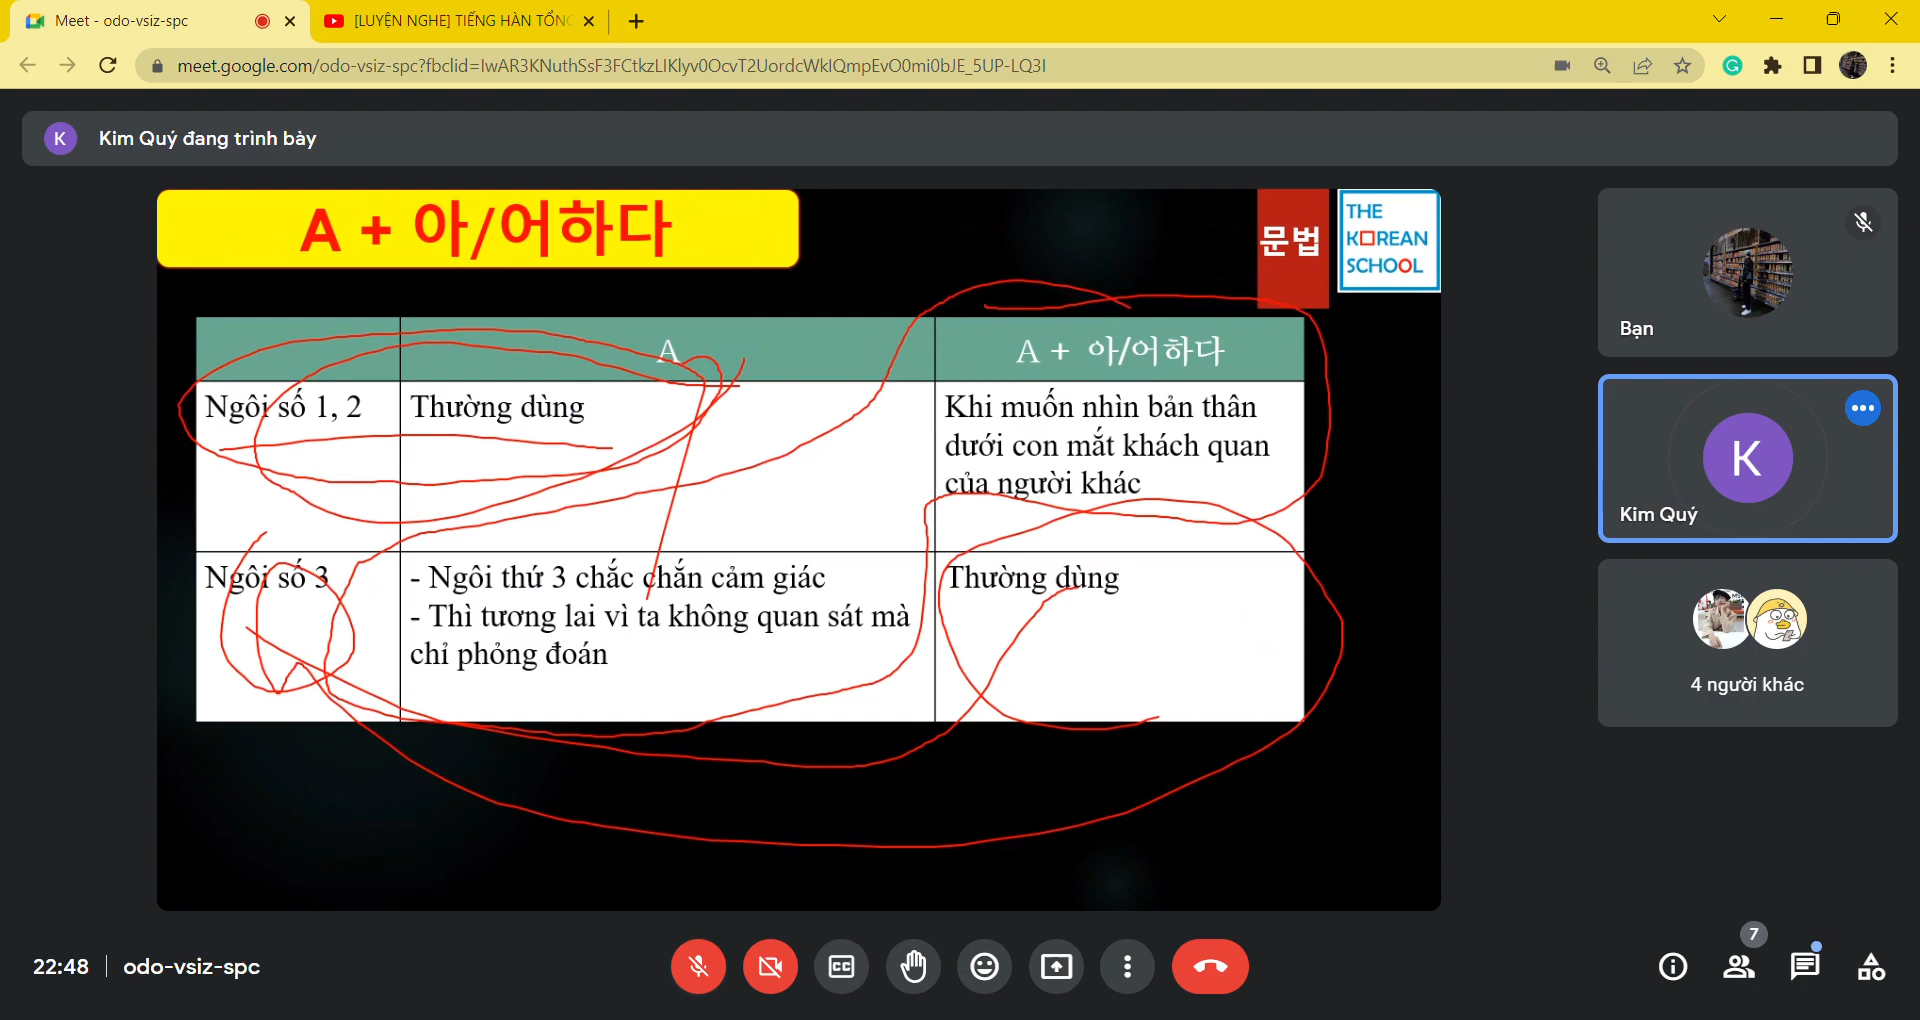 Meet - odo-vsiz-spc
[LUYỆN NGHE] TIẾNG HÀN TỔNG
meet.google.com/odo-vsiz-spc?fbclid=IwAR3KNuthSsF3FCtkzLIKlyv0OcvT2UordcWkIQmpEvO0mi0bJE_5UP-LQ3I
K Kim Quý đang trình bày
A + 아/어하다
문법
THE
KOREAN
SCHOOL
A
A + 아/어하다
Ngôi số 1, 2
Thường dùng
Khi muốn nhìn bản thân
dưới con mắt khách quan
của người khác
Ngôi số 3
- Ngôi thứ 3 chắc chắn cảm giác
- Thì tương lai vì ta không quan sát mà
chỉ phỏng đoán
Thường dùng
Bạn
K
Kim Quý
4 người khác
22:48
odo-vsiz-spc
CC
7